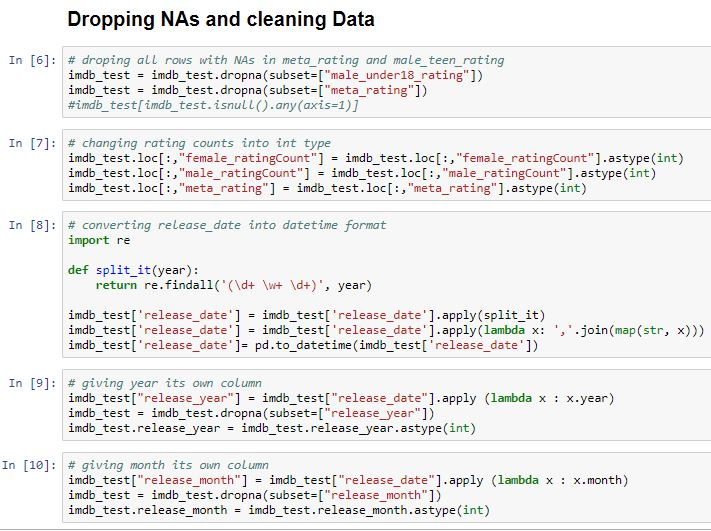 Dropping NAs and cleaning Data
In [6]: # droping all rows with NAs in meta_rating and male_teen_rating
imdb_test = imdb_test.dropna(subset=["male_under18_rating"])
imdb_test = imdb_test.dropna(subset=["meta_rating"])
#imdb_test[imdb_test.isnull().any(axis=1)]
In [7]: # changing rating counts into int type
imdb_test.loc[:,"female_ratingCount"] = imdb_test.loc[:,"female_ratingCount"].astype(int)
imdb_test.loc[:,"male_ratingCount"] = imdb_test.loc[:,"male_ratingCount"].astype(int)
imdb_test.loc[:,"meta_rating"] = imdb_test.loc[:,"meta_rating"].astype(int)
In [8]: # converting release_date into datetime format
import re
def split_it(year):
    return re.findall('(\d+ \w+ \d+)', year)
imdb_test['release_date'] = imdb_test['release_date'].apply(split_it)
imdb_test['release_date'] = imdb_test['release_date'].apply(lambda x: ','.join(map(str, x)))
imdb_test['release_date']= pd.to_datetime(imdb_test['release_date'])
In [9]: # giving year its own column
imdb_test["release_year"] = imdb_test["release_date"].apply (lambda x : x.year)
imdb_test = imdb_test.dropna(subset=["release_year"])
imdb_test.release_year = imdb_test.release_year.astype(int)
In [10]: # giving month its own column
imdb_test["release_month"] = imdb_test["release_date"].apply (lambda x : x.month)
imdb_test = imdb_test.dropna(subset=["release_month"])
imdb_test.release_month = imdb_test.release_month.astype(int)